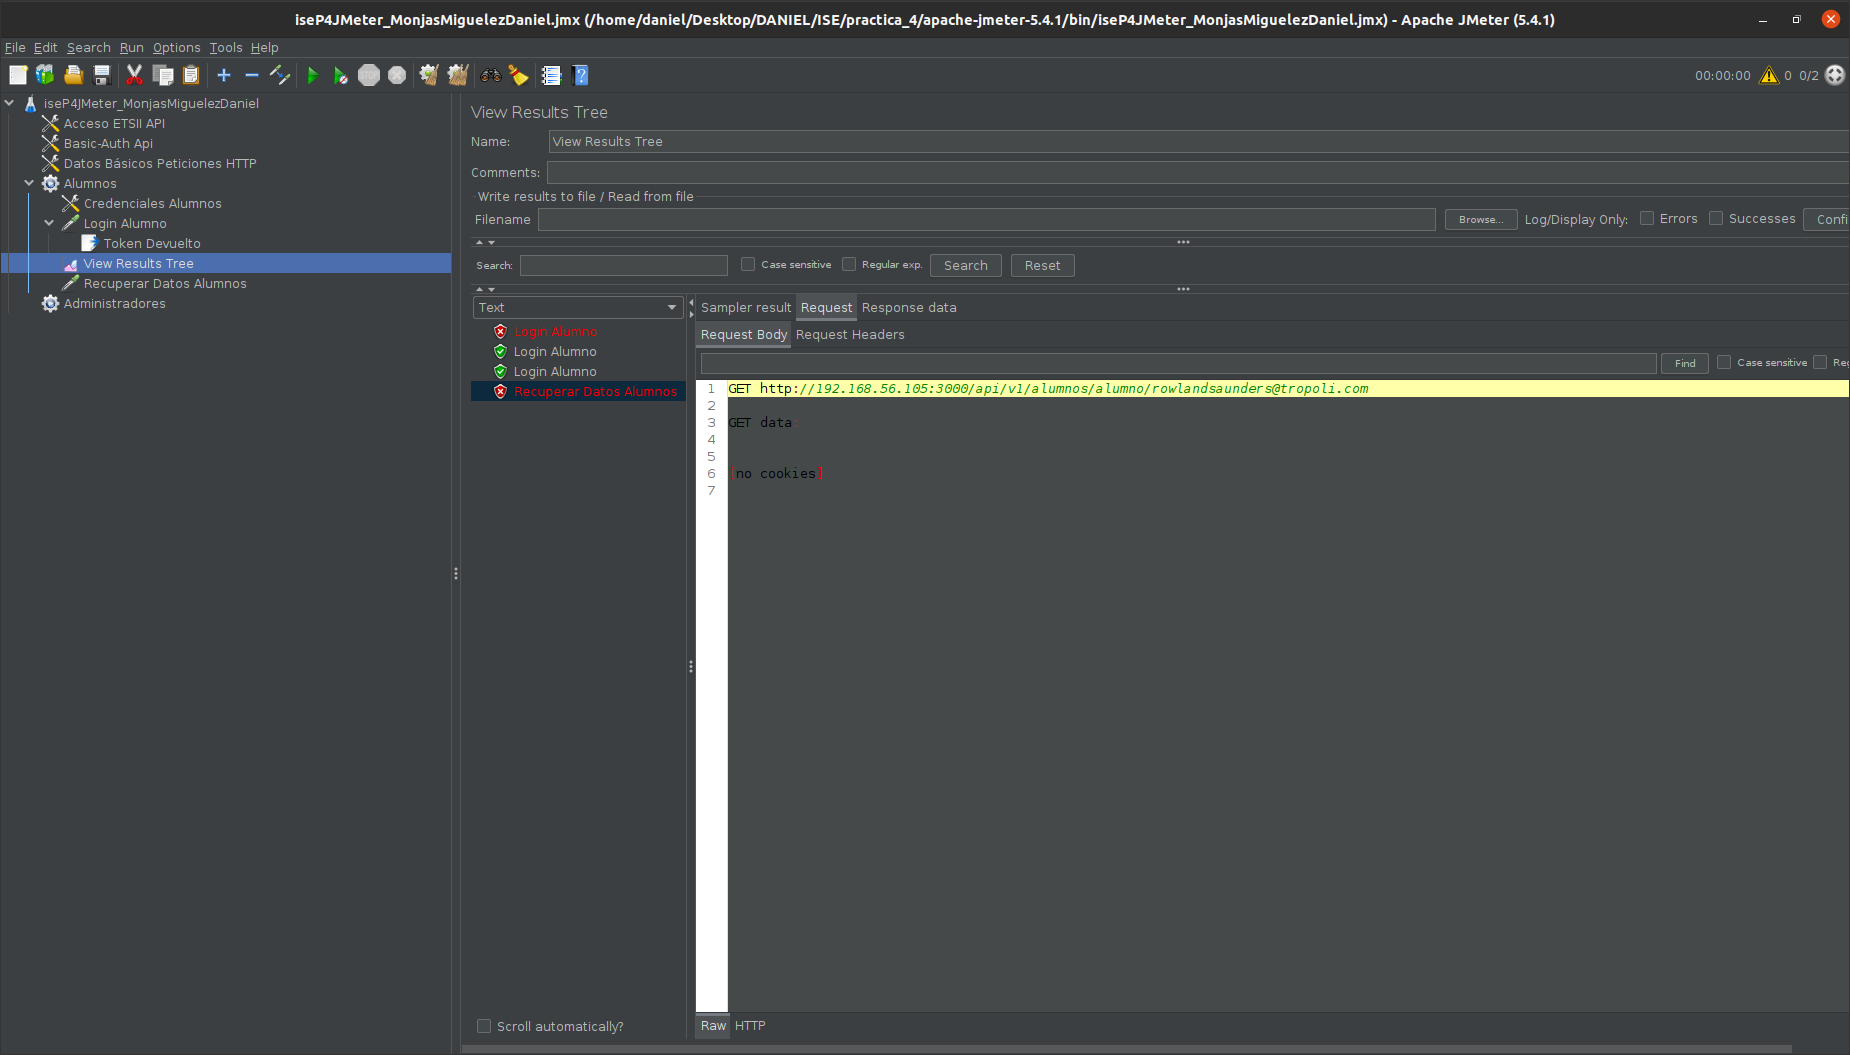 iseP4JMeter_MonjasMiguelezDaniel.jmx (/home/daniel/Desktop/DANIEL/ISE/practica_4/apache-jmeter-5.4.1/bin/iseP4JMeter_MonjasMiguelezDaniel.jmx) - Apache JMeter (5.4.1)
File Edit Search Run Options Tools Help
STOP
00:00:00 0 0/2
iseP4JMeter_MonjasMiguelezDaniel
Acceso ETSII API
Basic-Auth Api
Datos Básicos Peticiones HTTP
Alumnos
Credenciales Alumnos
Login Alumno
Token Devuelto
View Results Tree
Recuperar Datos Alumnos
Administradores
View Results Tree
Name: View Results Tree
Comments:
Write results to file / Read from file
Filename Browse... Log/Display Only: Errors Successes Confi
Search: Case sensitive Regular exp. Search Reset
Text
Login Alumno
Login Alumno
Login Alumno
Recuperar Datos Alumnos
Scroll automatically?
Sampler result Request Response data
Request Body Request Headers
Find Case sensitive Reg
1 GET http://192.168.56.105:3000/api/v1/alumnos/alumno/rowlandsaunders@tropoli.com
2
3 GET data
4
5
6 [no cookies]
7
Raw HTTP